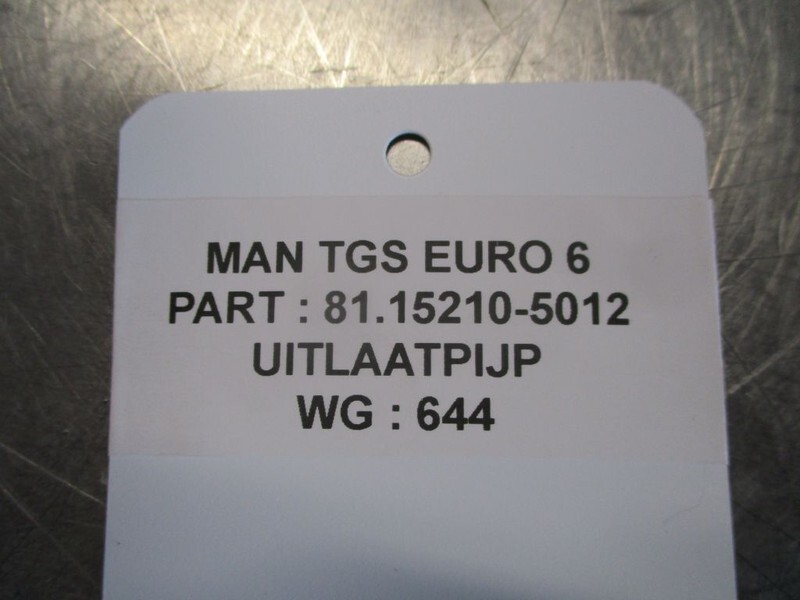 MAN TGS EURO 6
PART : 81.15210-5012
UITLAATPIJP
WG : 644